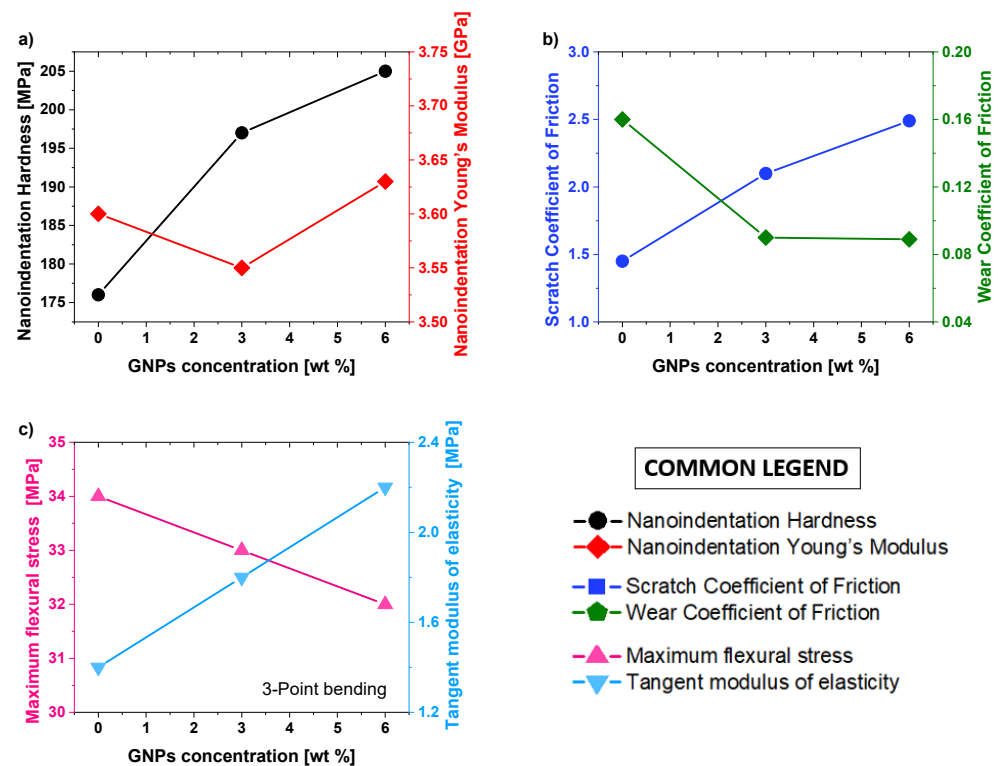 a)
Nanoindentation Hardness [MPa]
205
200
195
190
185
180
175
3.75
3.70
3.65
3.60
3.55
3.50
Nanoindentation Young's Modulus [GPa]
0 1 2 3 4 5 6
GNPs concentration [wt %]
b)
Scratch Coefficient of Friction
3.0
2.5
2.0
1.5
1.0
0.20
0.16
0.12
0.08
0.04
Wear Coefficient of Friction
0 1 2 3 4 5 6
GNPs concentration [wt %]
c)
Maximum flexural stress [MPa]
35
34
33
32
31
30
2.4
2.0
1.6
1.2
Tangent modulus of elasticity [MPa]
3-Point bending
0 1 2 3 4 5 6
GNPs concentration [wt %]
COMMON LEGEND
Nanoindentation Hardness
Nanoindentation Young's Modulus
Scratch Coefficient of Friction
Wear Coefficient of Friction
Maximum flexural stress
Tangent modulus of elasticity